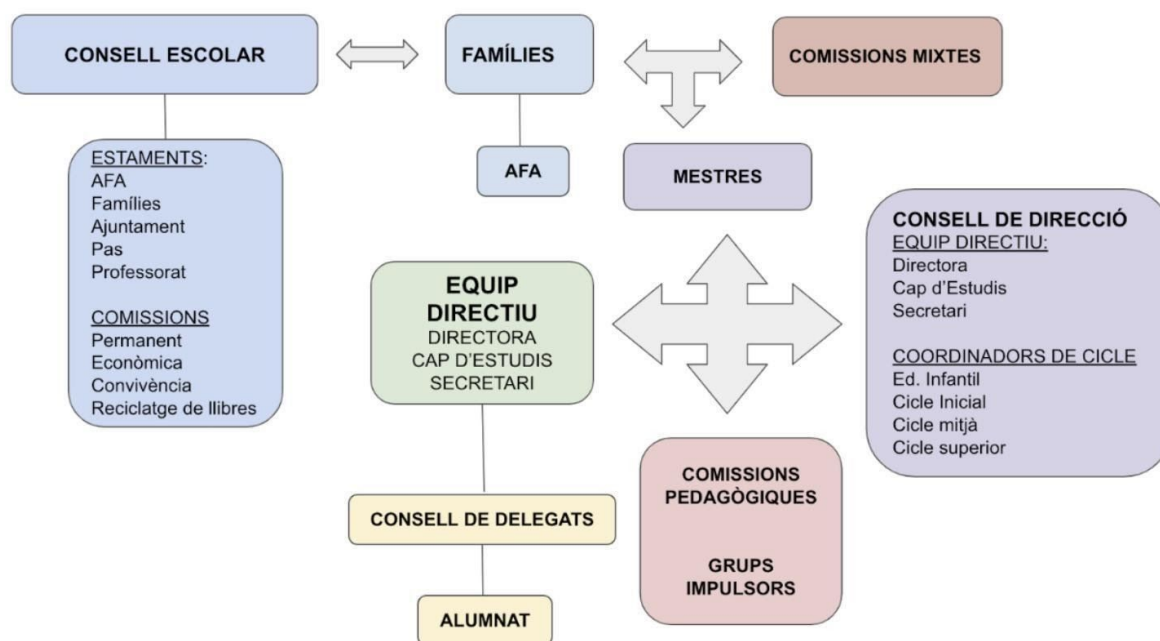 CONSELL ESCOLAR
FAMÍLIES
COMISSIONS MIXTES
ESTAMENTS:
AFA
Famílies
Ajuntament
Pas
Professorat
COMISSIONS
Permanent
Econòmica
Convivència
Reciclatge de llibres
AFA
MESTRES
CONSELL DE DIRECCIÓ
EQUIP DIRECTIU:
Directora
Cap d'Estudis
Secretari
COORDINADORS DE CICLE
Ed. Infantil
Cicle Inicial
Cicle mitjà
Cicle superior
EQUIP
DIRECTIU
DIRECTORA
CAP D'ESTUDIS
SECRETARI
COMISSIONS
PEDAGÒGIQUES
GRUPS
IMPULSORS
CONSELL DE DELEGATS
ALUMNAT